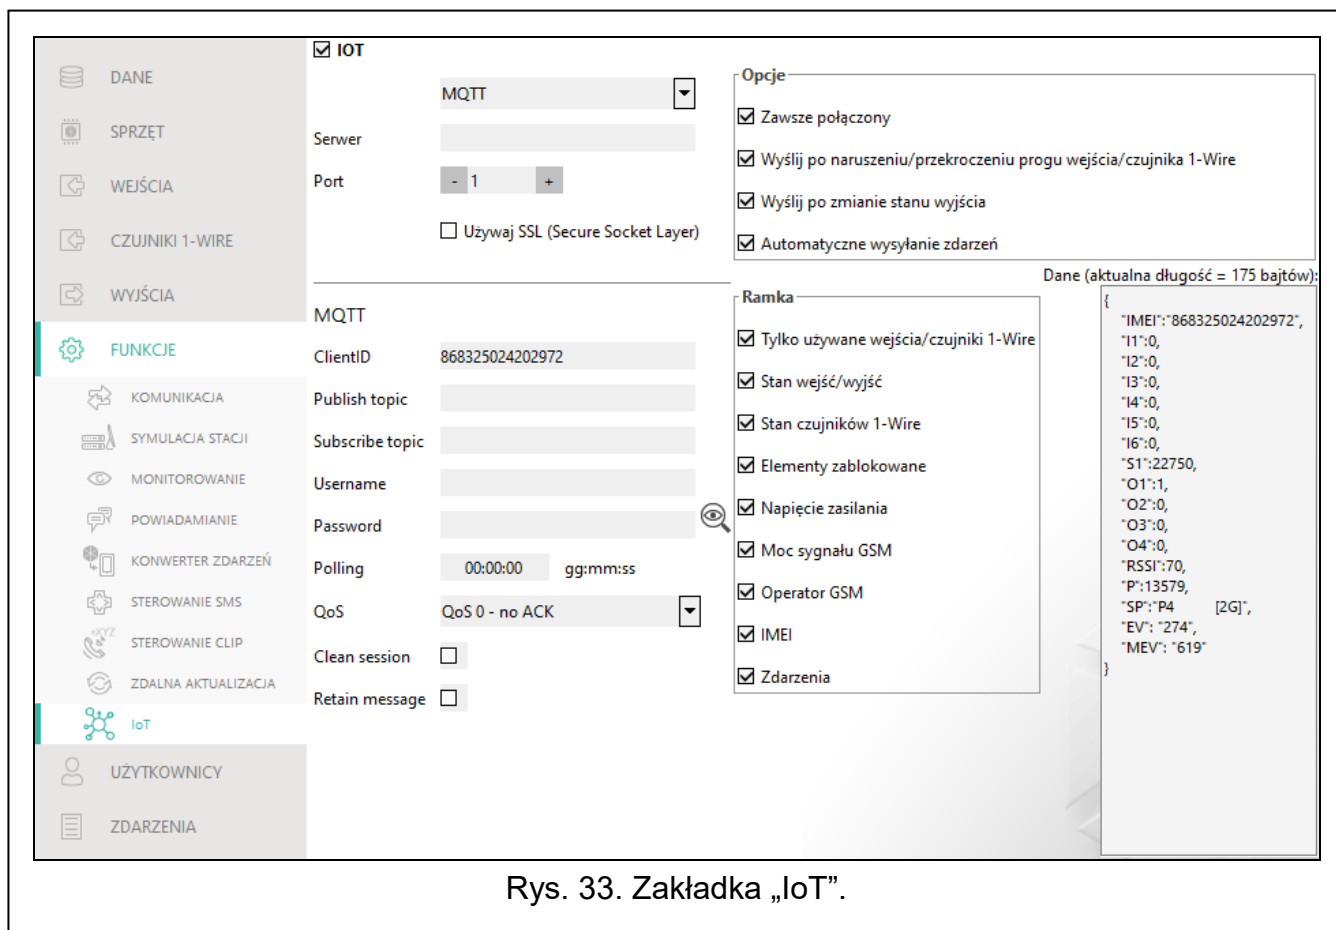 DANE
SPRZĘT
WEJŚCIA
CZUJNIKI 1-WIRE
WYJŚCIA
FUNKCJE
KOMUNIKACJA
SYMULACJA STACJI
MONITOROWANIE
POWIADAMIANIE
KONWERTER ZDARZEŃ
STEROWANIE SMS
XYZ
STEROWANIE CLIP
ZDALNA AKTUALIZACJA
IoT
UŻYTKOWNICY
ZDARZENIA
IOT
MQTT
Serwer
Port - 1 +
Używaj SSL (Secure Socket Layer)
MQTT
ClientID 868325024202972
Publish topic
Subscribe topic
Username
Password
Polling 00:00:00 gg:mm:ss
QoS QoS 0 - no ACK
Clean session
Retain message
Opcje
Zawsze połączony
Wyślij po naruszeniu/przekroczeniu progu wejścia/czujnika 1-Wire
Wyślij po zmianie stanu wyjścia
Automatyczne wysyłanie zdarzeń
Ramka
Tylko używane wejścia/czujniki 1-Wire
Stan wejść/wyjść
Stan czujników 1-Wire
Elementy zablokowane
Napięcie zasilania
Moc sygnału GSM
Operator GSM
IMEI
Zdarzenia
Dane (aktualna długość = 175 bajtów):
{
"IMEI":"868325024202972",
"I1":0,
"I2":0,
"I3":0,
"I4":0,
"I5":0,
"I6":0,
"S1":22750,
"O1":1,
"O2":0,
"O3":0,
"O4":0,
"RSSI":70,
"P":13579,
"SP":"P4 [2G]",
"EV": "274",
"MEV": "619"
}
Rys. 33. Zakładka „IoT”.